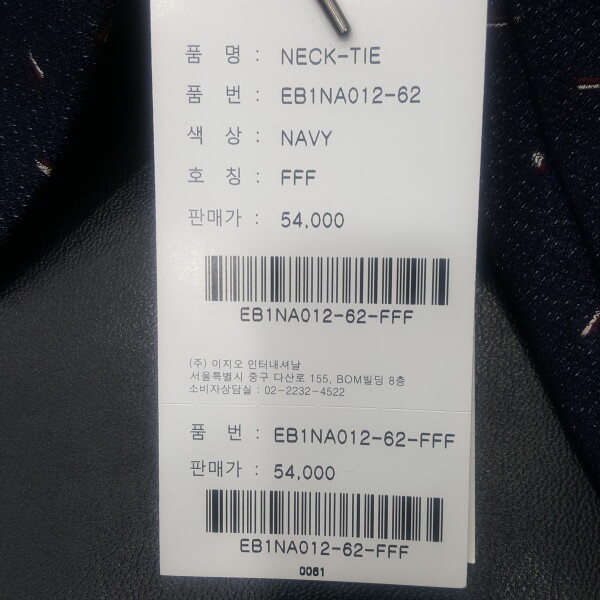 품 명 : NECK-TIE
품 번 : EB1NA012-62
색 상 : NAVY
호 칭 : FFF
판매가 : 54,000
EB1NA012-62-FFF
(주) 이지오 인터내셔날
서울특별시 중구 다산로 155, BOM빌딩 8층
소비자상담실 : 02-2232-4522
품 번 : EB1NA012-62-FFF
판매가 : 54,000
EB1NA012-62-FFF
0061